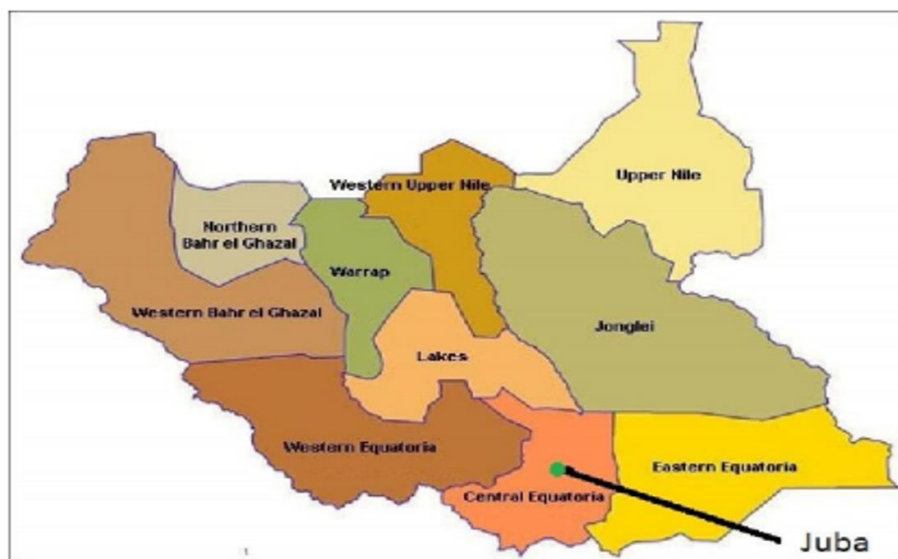 Western Upper Nile
Upper Nile
Northern
Bahr el Ghazal
Warrap
Western Bahr el Ghazal
Jonglei
Lakes
Western Equatoria
Eastern Equatoria
Central Equatoria
Juba
1